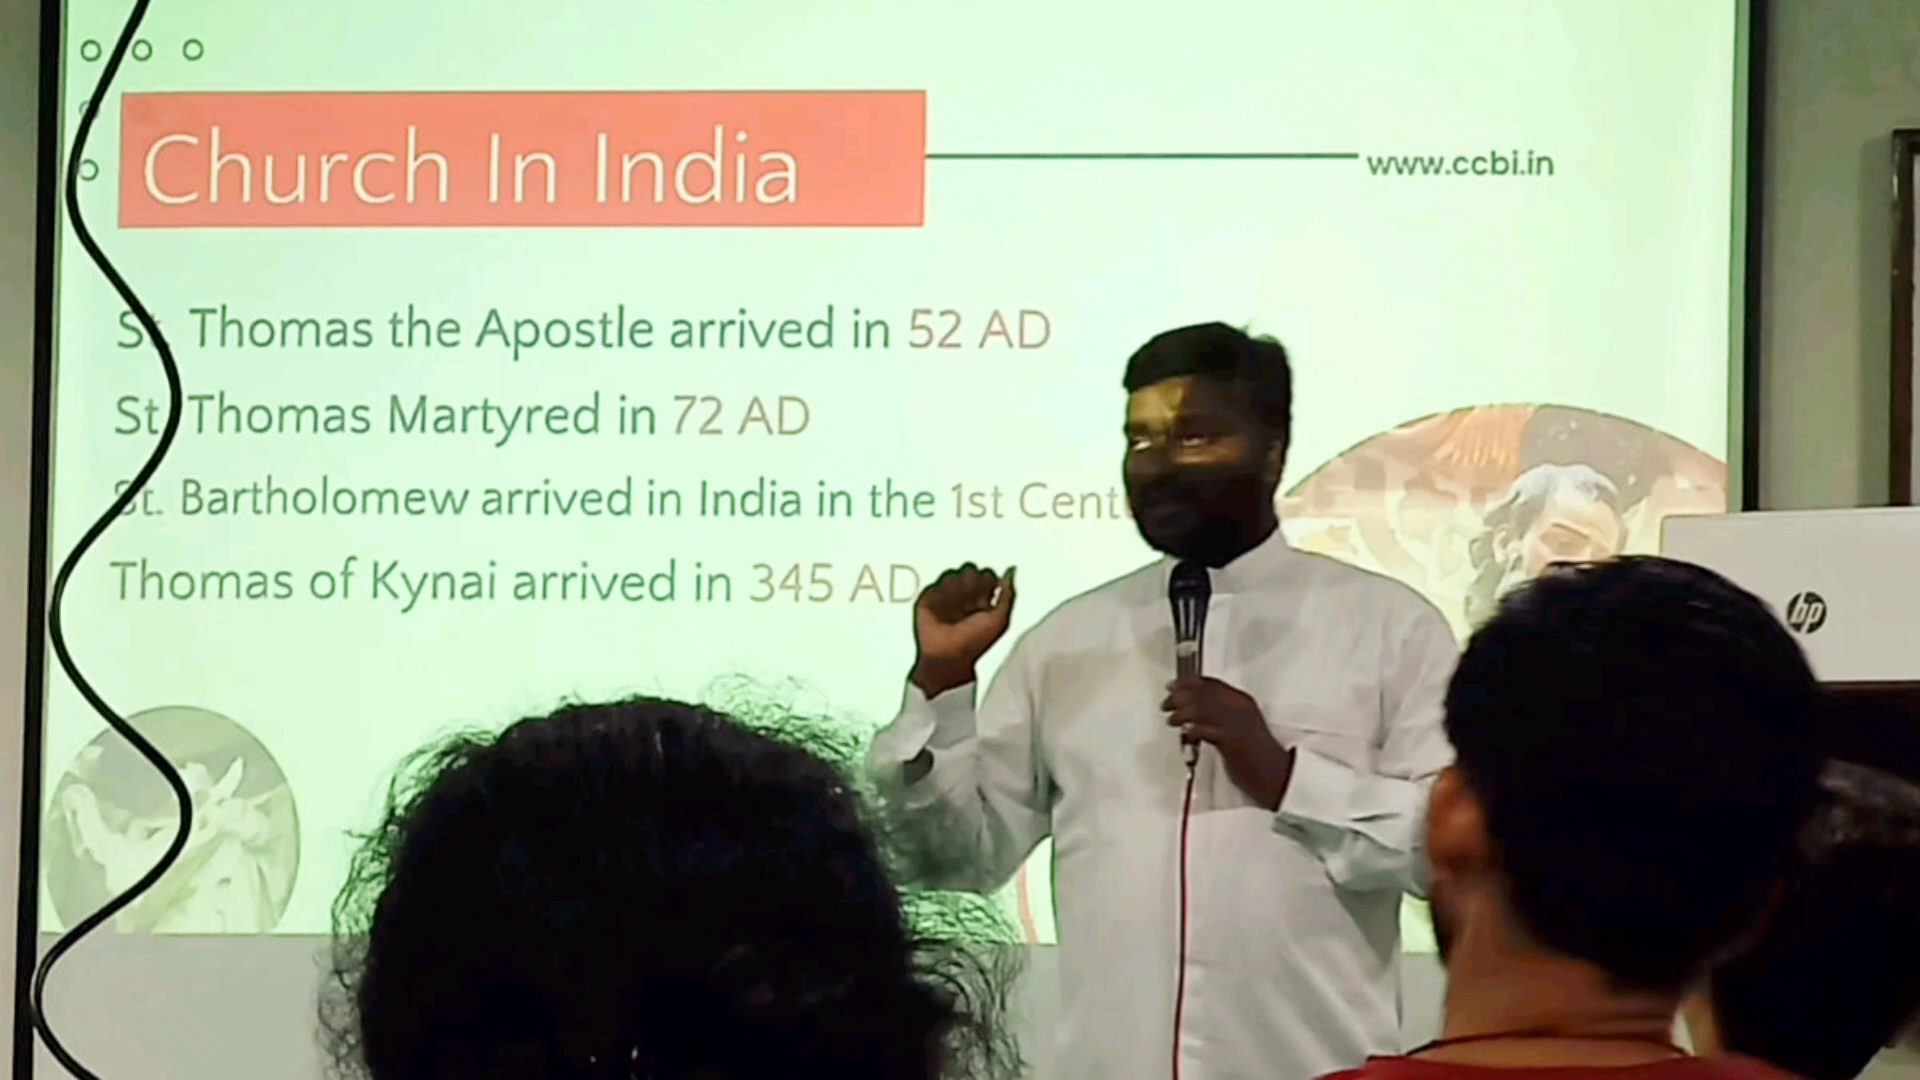 Church In India
www.ccbi.in
St. Thomas the Apostle arrived in 52 AD
St. Thomas Martyred in 72 AD
St. Bartholomew arrived in India in the 1st Cent
Thomas of Kynai arrived in 345 AD
hp